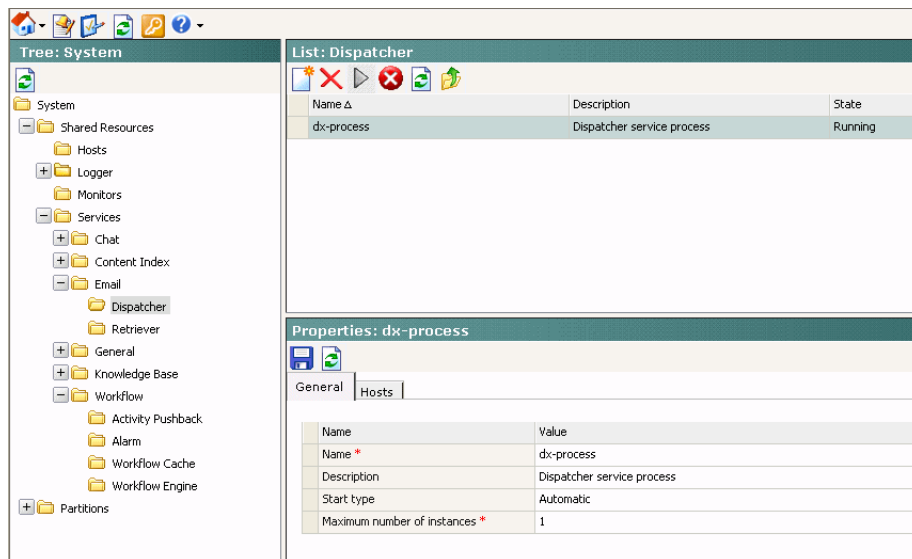 Tree: System
System
Shared Resources
Hosts
Logger
Monitors
Services
Chat
Content Index
Email
Dispatcher
Retriever
General
Knowledge Base
Workflow
Activity Pushback
Alarm
Workflow Cache
Workflow Engine
Partitions
List: Dispatcher
Name Description State
dx-process Dispatcher service process Running
Properties: dx-process
General Hosts
Name Value
Name * dx-process
Description Dispatcher service process
Start type Automatic
Maximum number of instances * 1